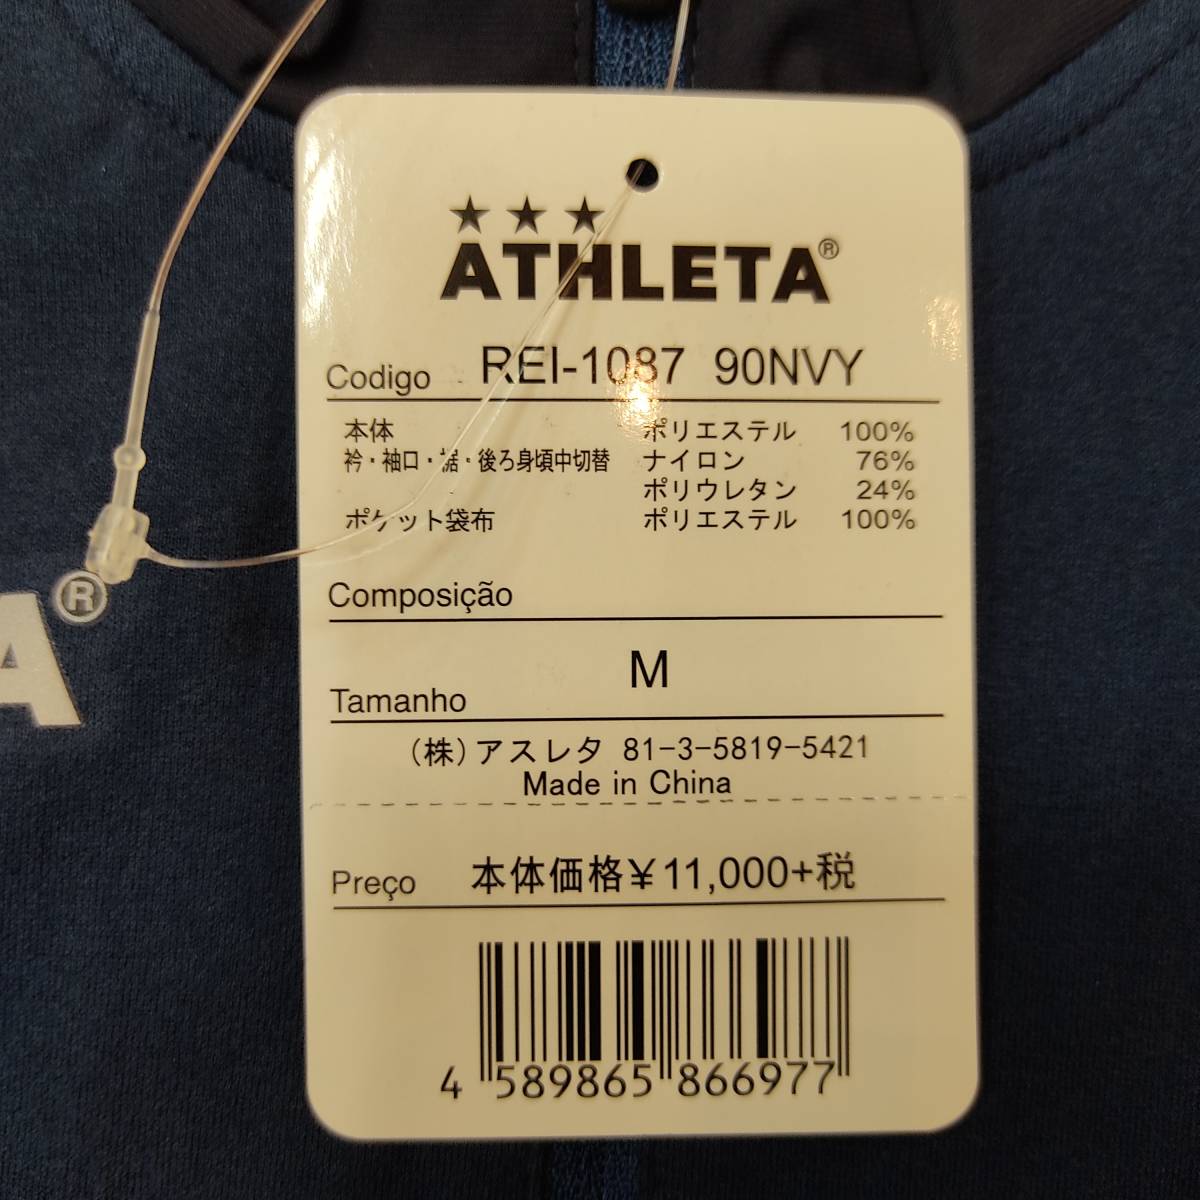 ★★★
ATHLETA®
Codigo REI-1087 90NVY
本体 ポリエステル 100%
衿・袖口・裾・後ろ身頃中切替 ナイロン 76%
ポリウレタン 24%
ポケット袋布 ポリエステル 100%
Composição
Tamanho M
(株)アスレタ 81-3-5819-5421
Made in China
Preço 本体価格¥11,000+税
4 589865 866977
A®